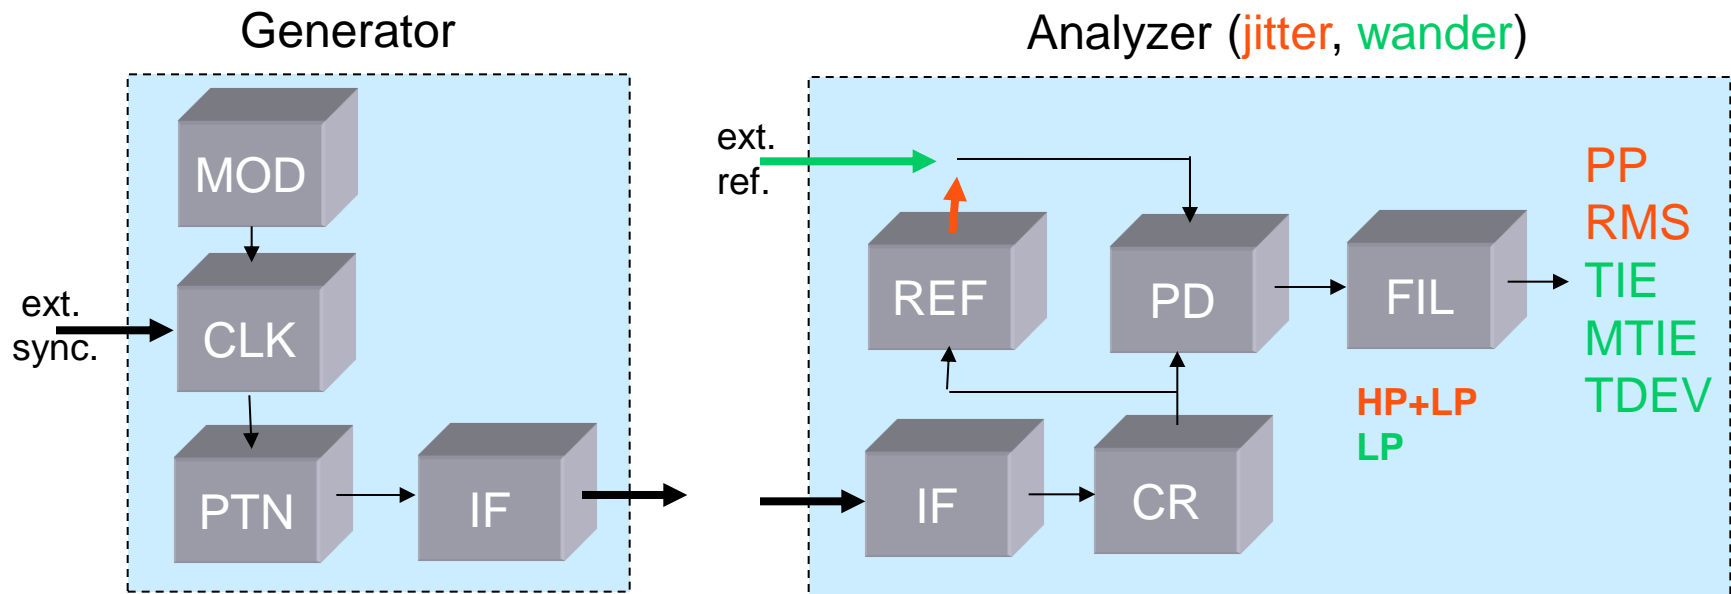 Generator
MOD
ext.
sync.
CLK
PTN
IF
Analyzer (jitter, wander)
ext.
ref.
REF
PD
FIL
IF
CR
HP+LP
LP
PP
RMS
TIE
MTIE
TDEV